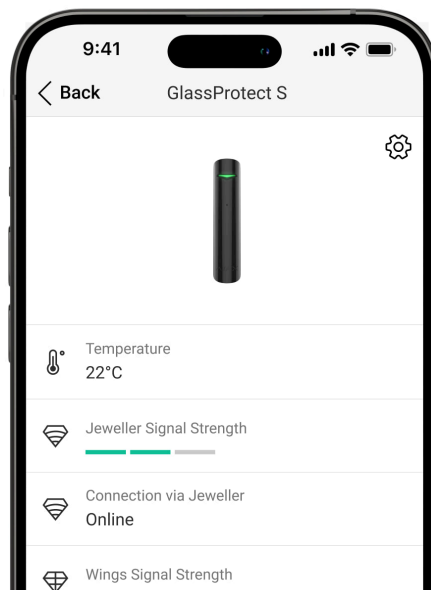 9:41
Back
GlassProtect S
Temperature
22°C
Jeweller Signal Strength
Connection via Jeweller
Online
Wings Signal Strength